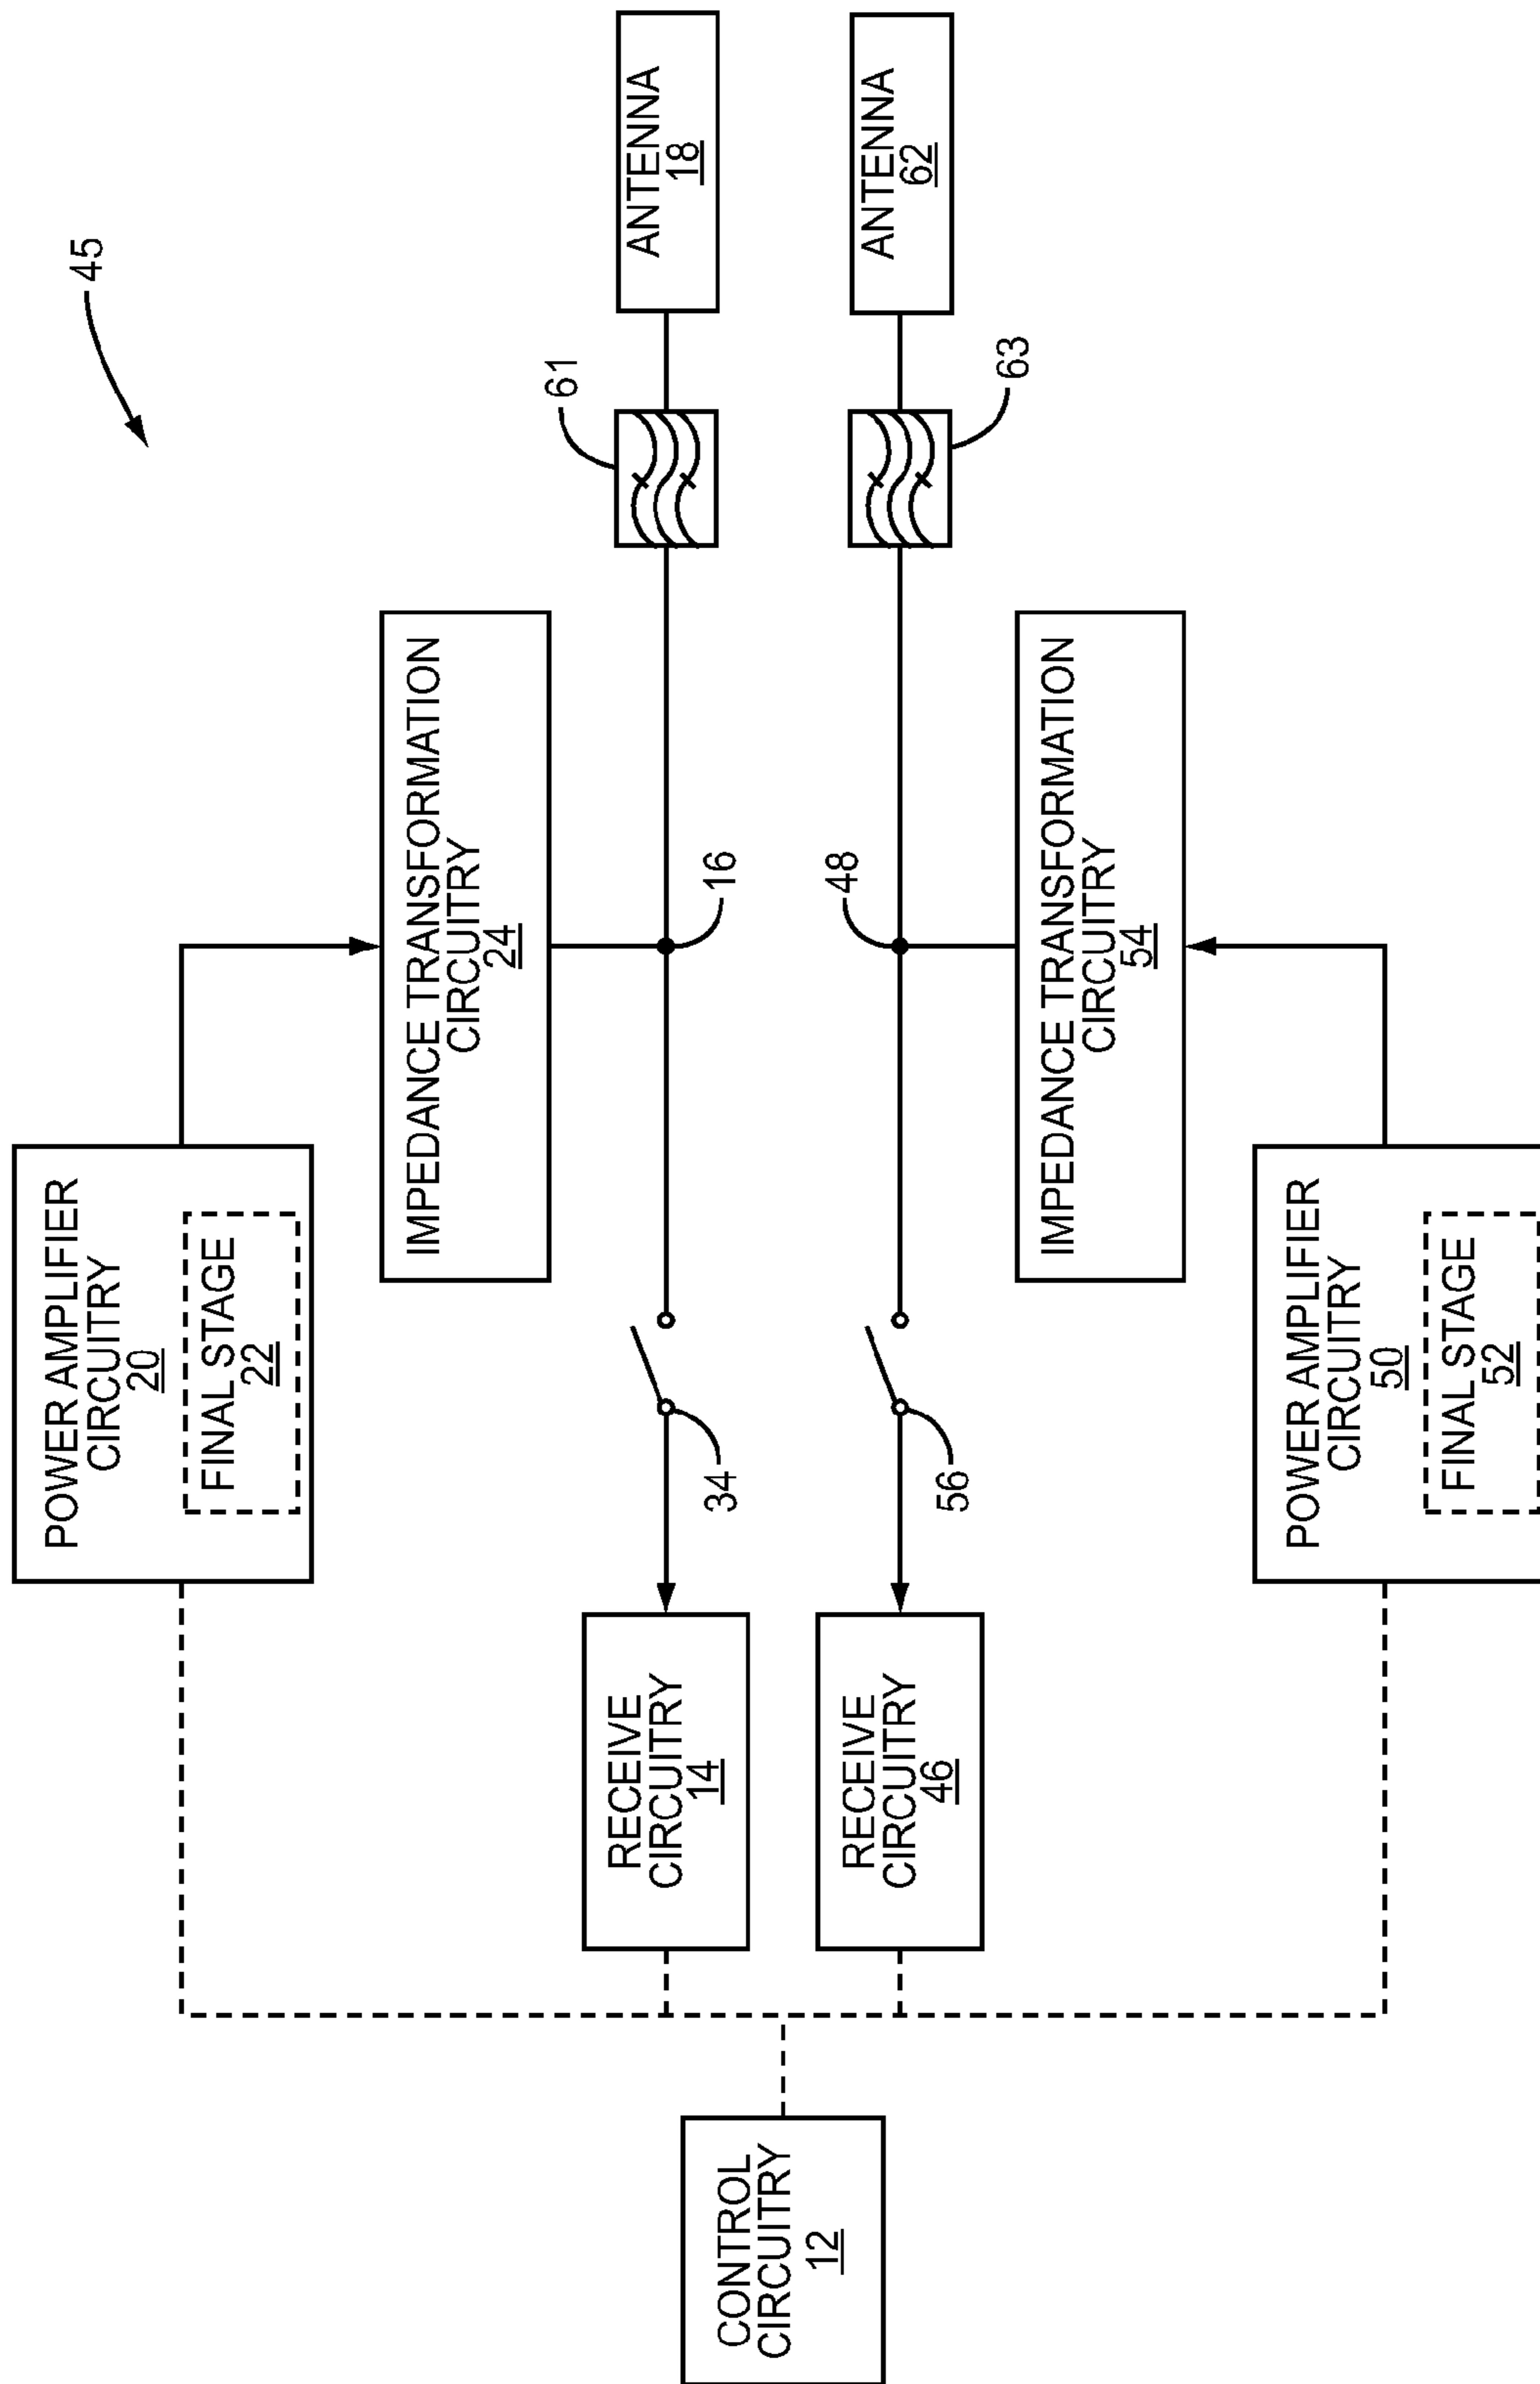 45
POWER AMPLIFIER
CIRCUITRY
20
FINAL STAGE
22
IMPEDANCE TRANSFORMATION
CIRCUITRY
24
61
ANTENNA
18
RECEIVE
CIRCUITRY
14
34
16
CONTROL
CIRCUITRY
12
RECEIVE
CIRCUITRY
46
56
48
63
ANTENNA
62
IMPEDANCE TRANSFORMATION
CIRCUITRY
54
POWER AMPLIFIER
CIRCUITRY
50
FINAL STAGE
52